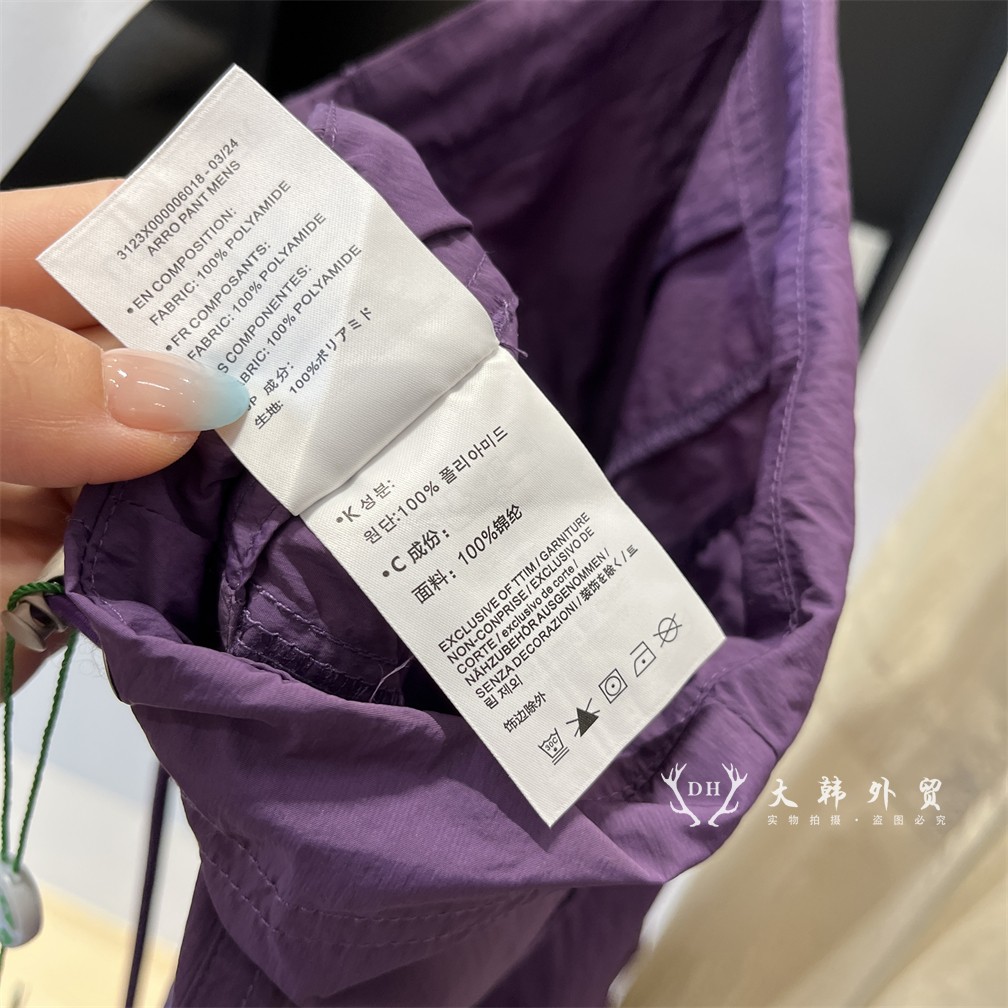 3123X000006018 - 03/24
ARRO PANT MENS
•EN COMPOSITION:
FABRIC: 100% POLYAMIDE
•FR COMPOSANTS:
FABRIC: 100% POLYAMIDE
S COMPONENTES:
BRIC: 100% POLYAMIDE
JP 成分:
生地: 100%ポリアミド
•K 성분:
원단:100% 폴리아미드
•C 成份：
面料：100%锦纶
EXCLUSIVE OF TTIM / GARNITURE
NON-CONPRISE / EXCLUSIVO DE
CORTE / exclusivo de corte /
NÄHZUBEHÖR AUSGENOMMEN /
SENZA DECORAZIONI / 装飾を除く / 트
림 제외
饰边除外
30C
DH
大韩外贸
实物拍摄·盗图必究